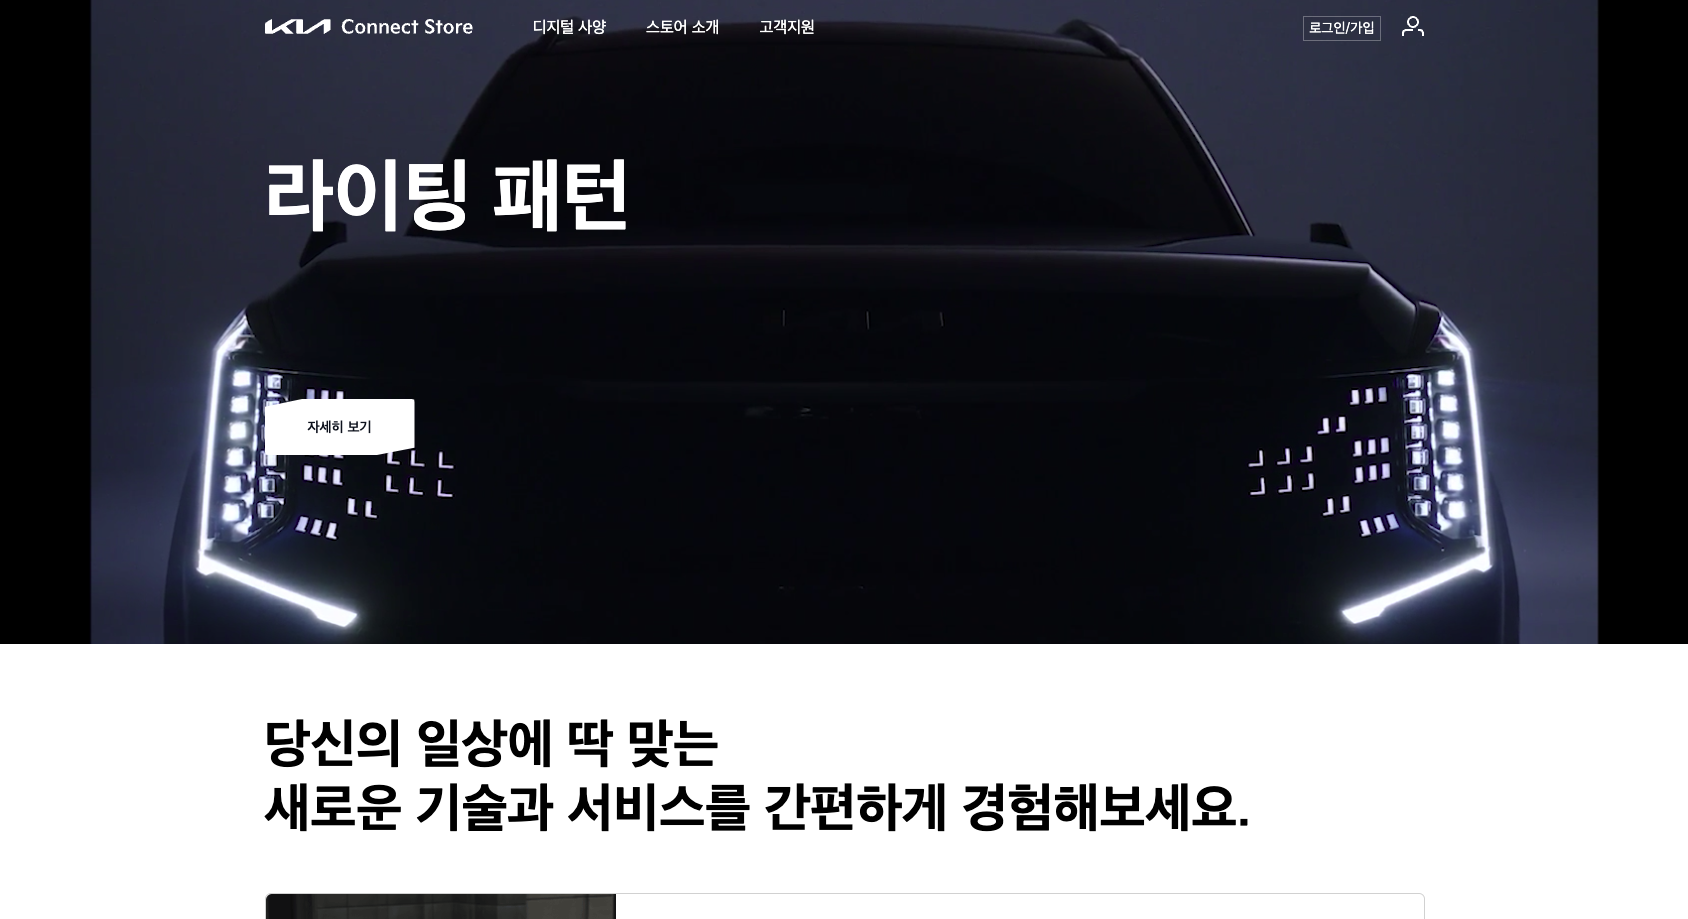 KIA Connect Store
디지털 사양
스토어 소개
고객지원
로그인/가입
라이팅 패턴
자세히 보기
당신의 일상에 딱 맞는
새로운 기술과 서비스를 간편하게 경험해보세요.